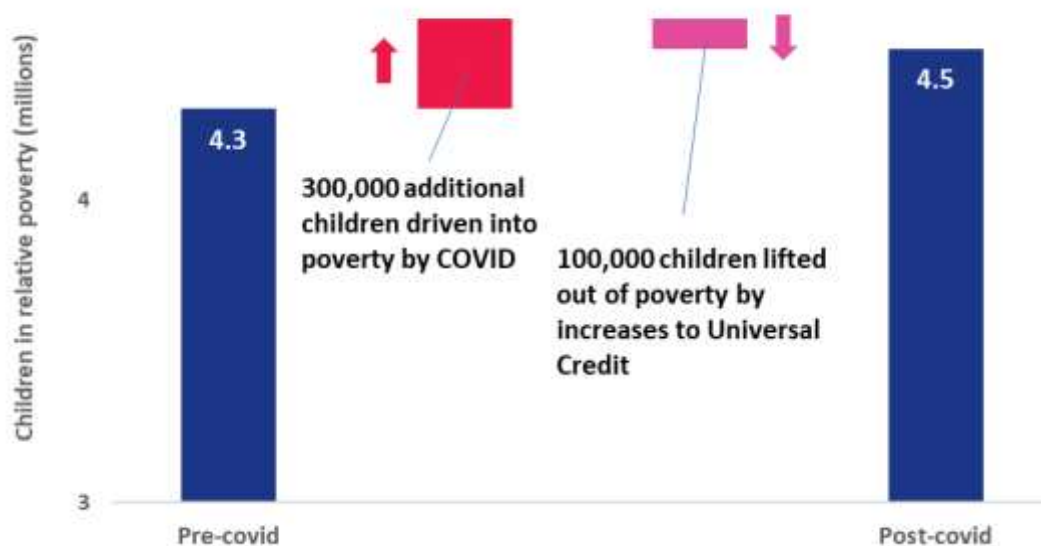 Children in relative poverty (millions)
4
3
4.3
300,000 additional
children driven into
poverty by COVID
100,000 children lifted
out of poverty by
increases to Universal
Credit
4.5
Pre-covid
Post-covid